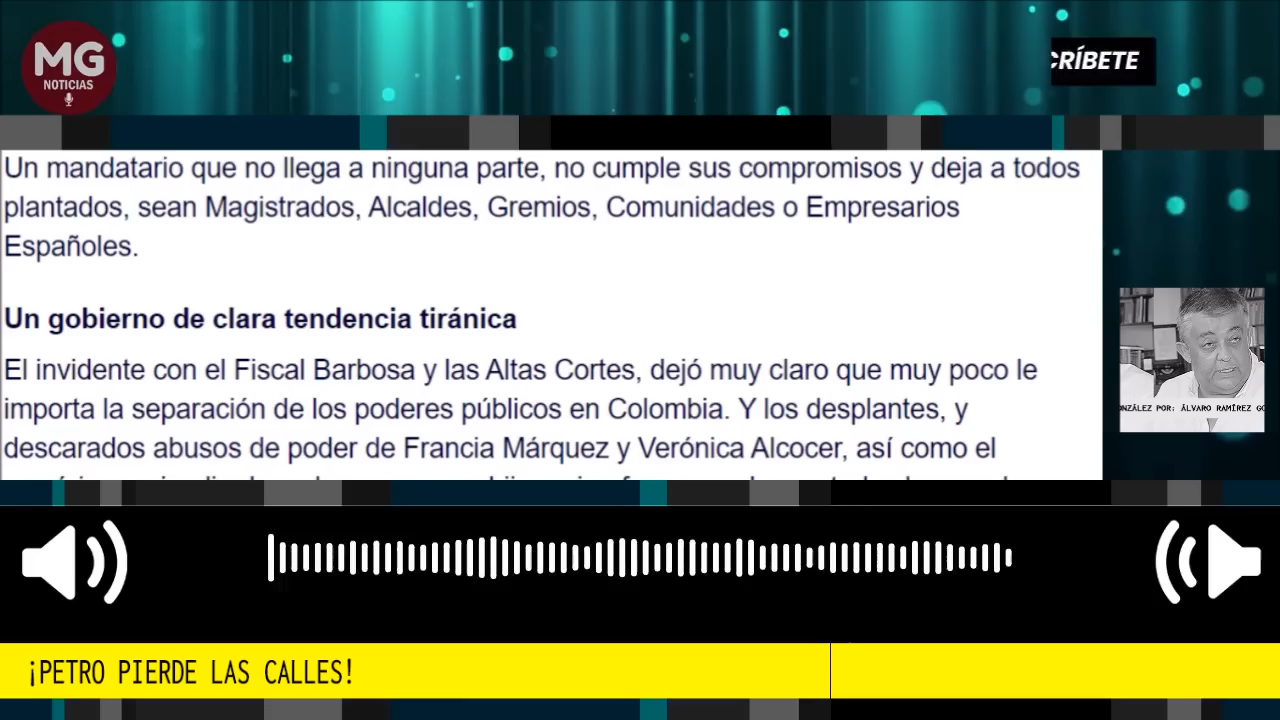 MG
NOTICIAS
CRÍBETE
Un mandatario que no llega a ninguna parte, no cumple sus compromisos y deja a todos
plantados, sean Magistrados, Alcaldes, Gremios, Comunidades o Empresarios
Españoles.
Un gobierno de clara tendencia tiránica
El invidente con el Fiscal Barbosa y las Altas Cortes, dejó muy claro que muy poco le
importa la separación de los poderes públicos en Colombia. Y los desplantes, y
descarados abusos de poder de Francia Márquez y Verónica Alcocer, así como el
ONZÁLEZ POR: ÁLVARO RAMÍREZ GO
¡PETRO PIERDE LAS CALLES!